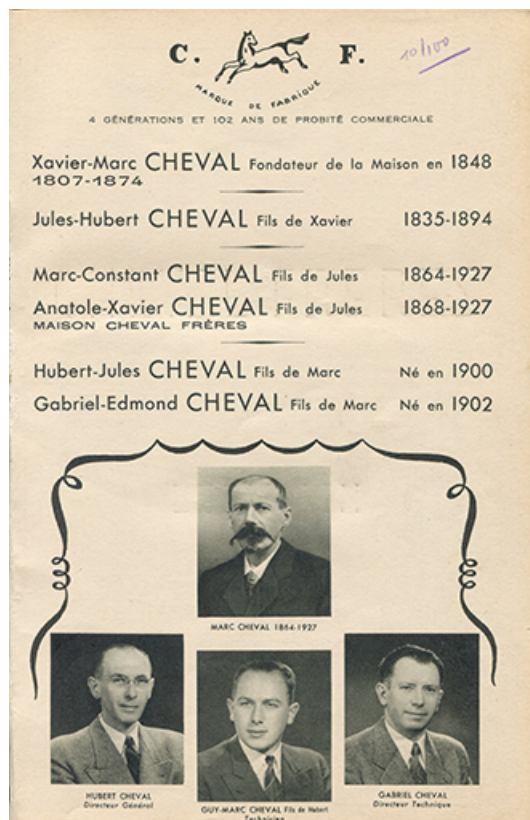 C. F.
10/100
MARQUE DE FABRIQUE
4 GÉNÉRATIONS ET 102 ANS DE PROBITÉ COMMERCIALE
Xavier-Marc CHEVAL Fondateur de la Maison en 1848
1807-1874
Jules-Hubert CHEVAL Fils de Xavier 1835-1894
Marc-Constant CHEVAL Fils de Jules 1864-1927
Anatole-Xavier CHEVAL Fils de Jules 1868-1927
MAISON CHEVAL FRÈRES
Hubert-Jules CHEVAL Fils de Marc Né en 1900
Gabriel-Edmond CHEVAL Fils de Marc Né en 1902
MARC CHEVAL 1864-1927
HUBERT CHEVAL
Directeur Général
GUY-MARC CHEVAL Fils de Hubert
Technicien
GABRIEL CHEVAL
Directeur Technique